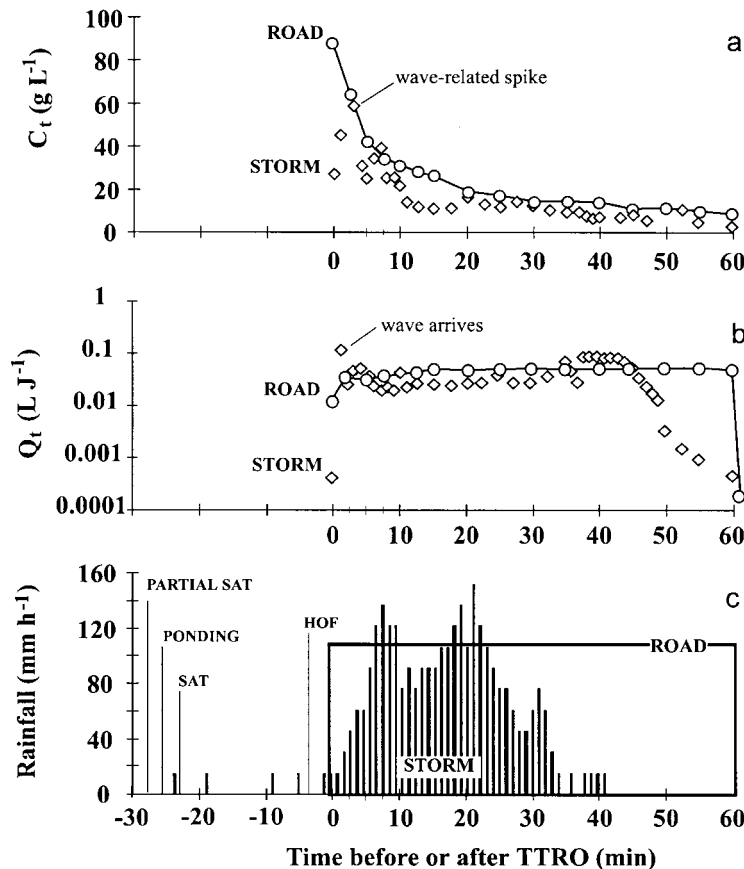 a
100
80
60
40
20
0
C t (g L-1)
ROAD
wave-related spike
STORM
0 10 20 30 40 50 60
b
1
0.1
0.01
0.001
0.0001
Q t (L J-1)
wave arrives
ROAD
STORM
0 10 20 30 40 50 60
c
160
120
80
40
0
Rainfall (mm h-1)
PARTIAL SAT
PONDING
SAT
HOF
ROAD
STORM
-30 -20 -10 0 10 20 30 40 50 60
Time before or after TTRO (min)